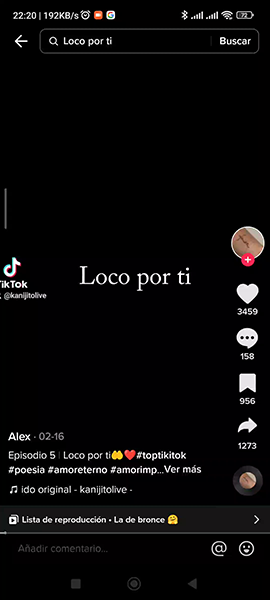 22:20 | 192KB/s
72
Loco por ti
Buscar
Loco por ti
TikTok
@kanijitolive
3459
158
956
1273
Alex · 02-16
Episodio 5 | Loco por ti🤲❤️#toptikitok
#poesia #amoreterno #amorimp...Ver más
ido original - kanijitolive -
Lista de reproducción • La de bronce 🤗
Añadir comentario...